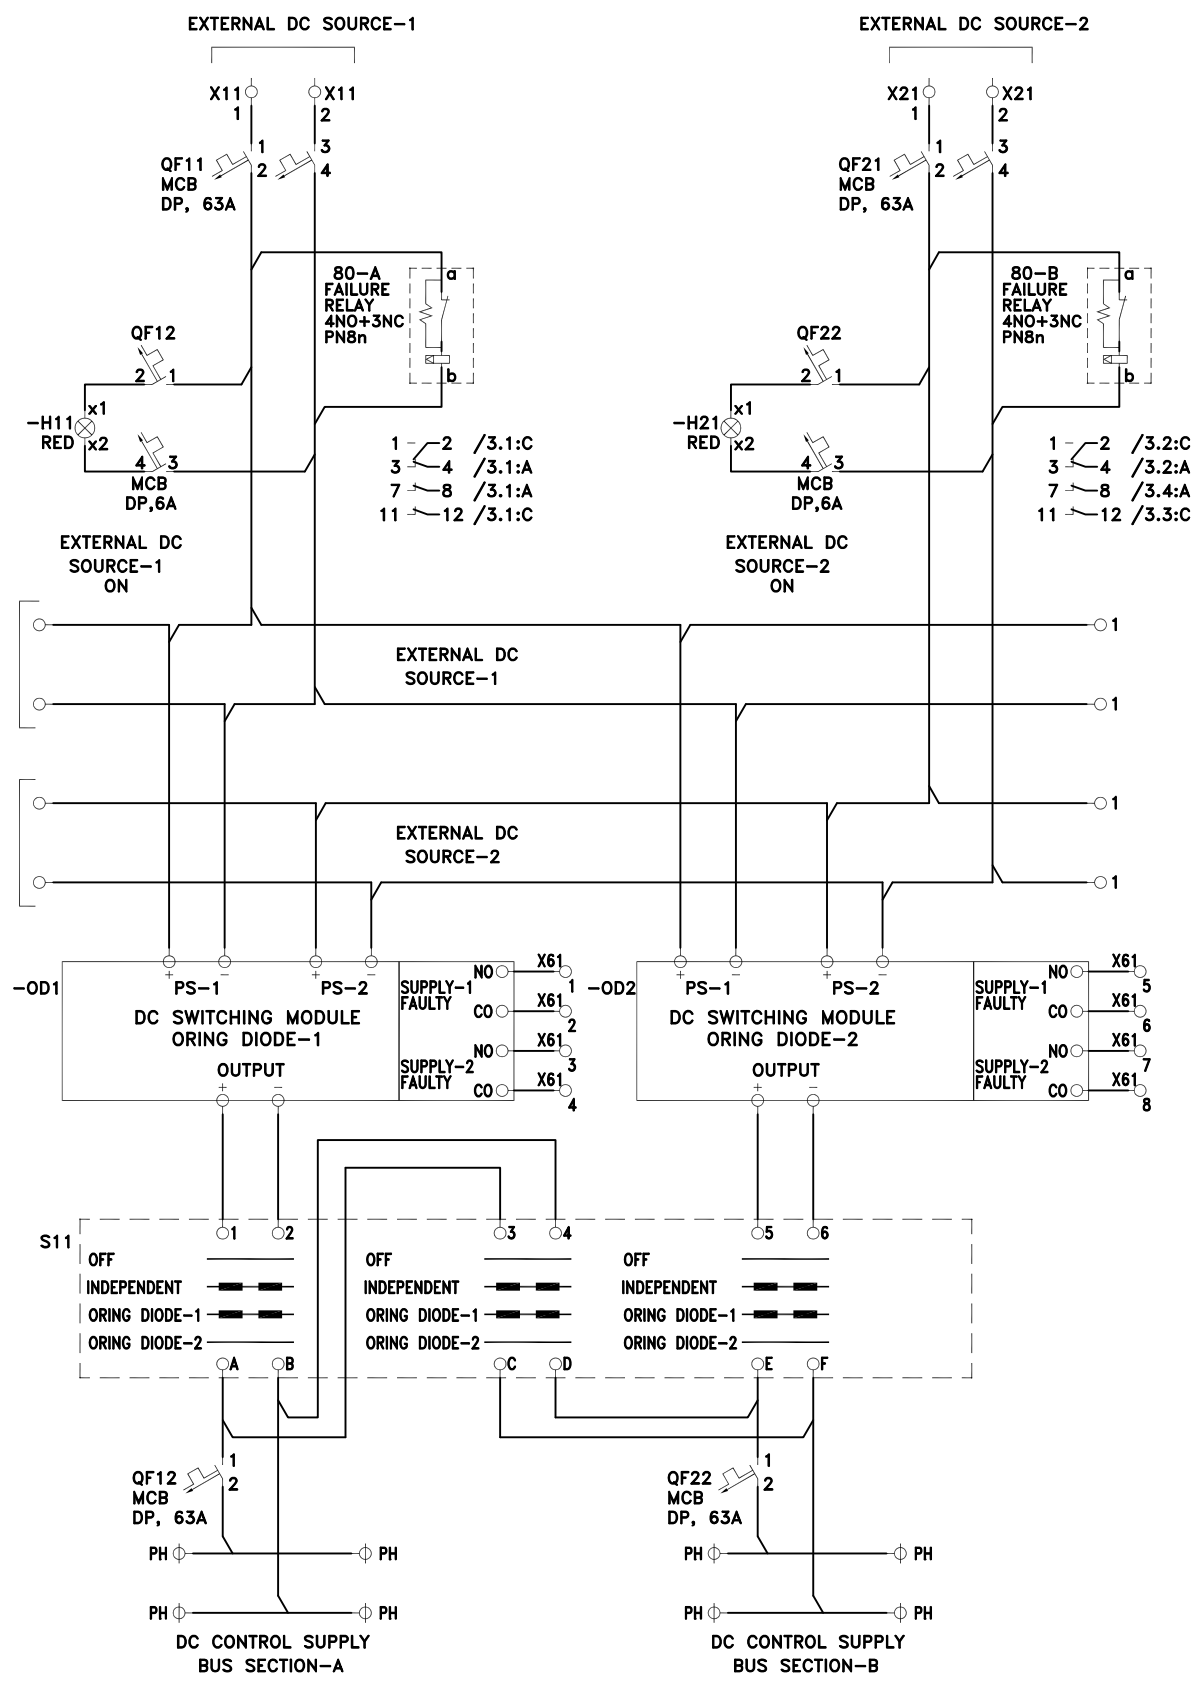 EXTERNAL DC SOURCE-1
EXTERNAL DC SOURCE-2
X11
X11
X21
X21
1
2
1
2
1
2
3
4
1
2
3
4
QF11
MCB
DP, 63A
QF21
MCB
DP, 63A
80-A
FAILURE
RELAY
4NO+3NC
PN8n
a
b
80-B
FAILURE
RELAY
4NO+3NC
PN8n
a
b
QF12
2
1
-H11
RED
x1
x2
4
3
MCB
DP,6A
1 2 /3.1:C
3 4 /3.1:A
7 8 /3.1:A
11 12 /3.1:C
QF22
2
1
-H21
RED
x1
x2
4
3
MCB
DP,6A
1 2 /3.2:C
3 4 /3.2:A
7 8 /3.4:A
11 12 /3.3:C
EXTERNAL DC
SOURCE-1
ON
EXTERNAL DC
SOURCE-2
ON
1
EXTERNAL DC
SOURCE-1
1
1
EXTERNAL DC
SOURCE-2
1
-OD1
+
-
+
-
PS-1
PS-2
DC SWITCHING MODULE
ORING DIODE-1
OUTPUT
+
-
SUPPLY-1
FAULTY
SUPPLY-2
FAULTY
NO
CO
NO
CO
X61
1
X61
2
X61
3
X61
4
-OD2
+
-
+
-
PS-1
PS-2
DC SWITCHING MODULE
ORING DIODE-2
OUTPUT
+
-
SUPPLY-1
FAULTY
SUPPLY-2
FAULTY
NO
CO
NO
CO
X61
5
X61
6
X61
7
X61
8
S11
1
2
3
4
5
6
OFF
INDEPENDENT
ORING DIODE-1
ORING DIODE-2
OFF
INDEPENDENT
ORING DIODE-1
ORING DIODE-2
OFF
INDEPENDENT
ORING DIODE-1
ORING DIODE-2
A
B
C
D
E
F
QF12
MCB
DP, 63A
1
2
QF22
MCB
DP, 63A
1
2
PH
PH
PH
PH
PH
PH
PH
PH
DC CONTROL SUPPLY
BUS SECTION-A
DC CONTROL SUPPLY
BUS SECTION-B